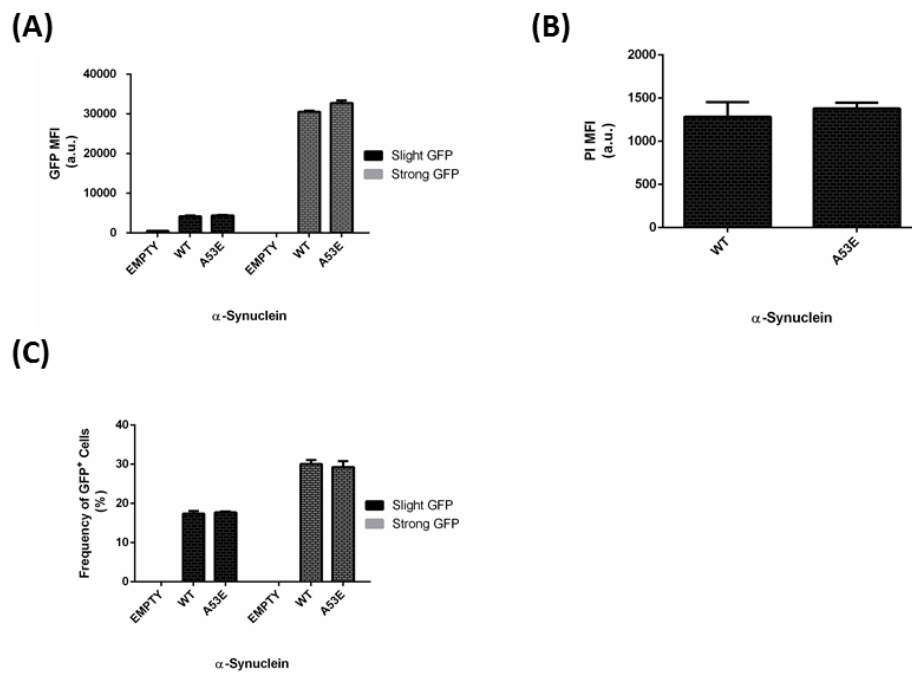 (A)
40000
30000
20000
10000
0
GFP MFI
(a.u.)
EMPTY
WT
A53E
EMPTY
WT
A53E
Slight GFP
Strong GFP
α-Synuclein
(B)
2000
1500
1000
500
0
PI MFI
(a.u.)
WT
A53E
α-Synuclein
(C)
40
30
20
10
0
Frequency of GFP⁺ Cells
(%)
EMPTY
WT
A53E
EMPTY
WT
A53E
Slight GFP
Strong GFP
α-Synuclein